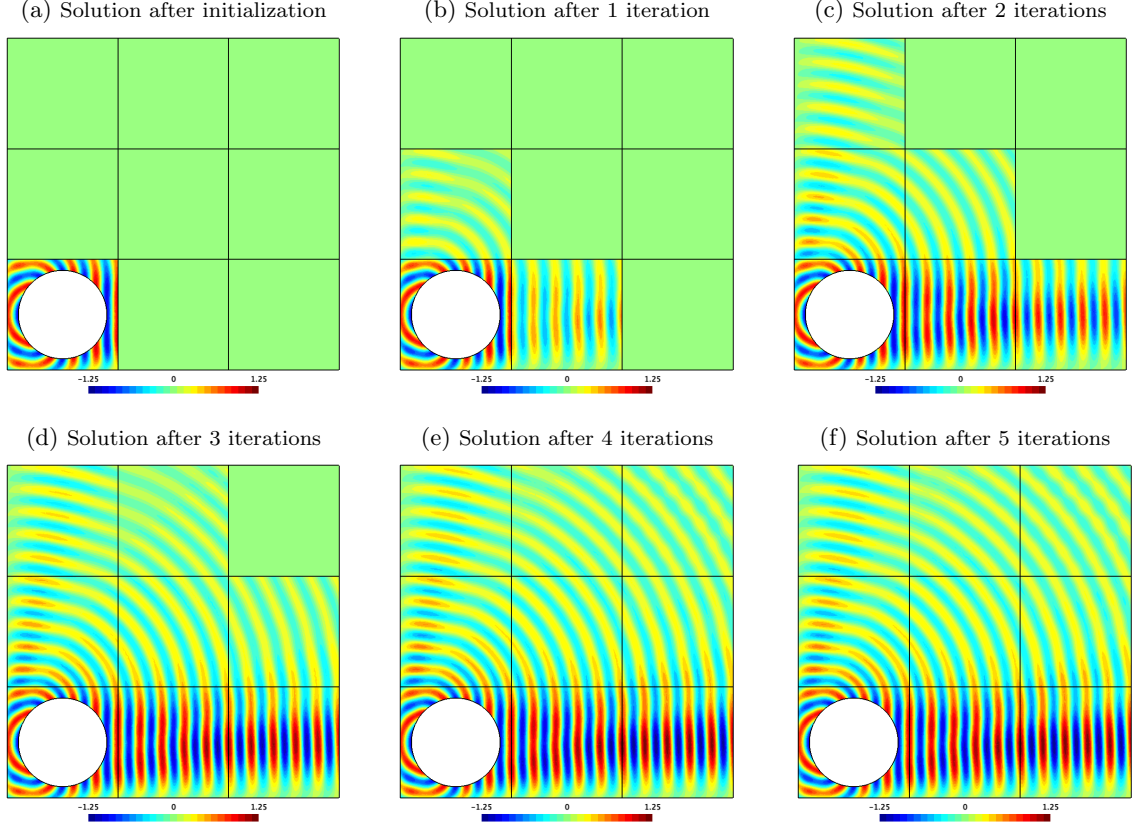 (a) Solution after initialization
(b) Solution after 1 iteration
(c) Solution after 2 iterations
−1.25 0 1.25
−1.25 0 1.25
−1.25 0 1.25
(d) Solution after 3 iterations
(e) Solution after 4 iterations
(f) Solution after 5 iterations
−1.25 0 1.25
−1.25 0 1.25
−1.25 0 1.25